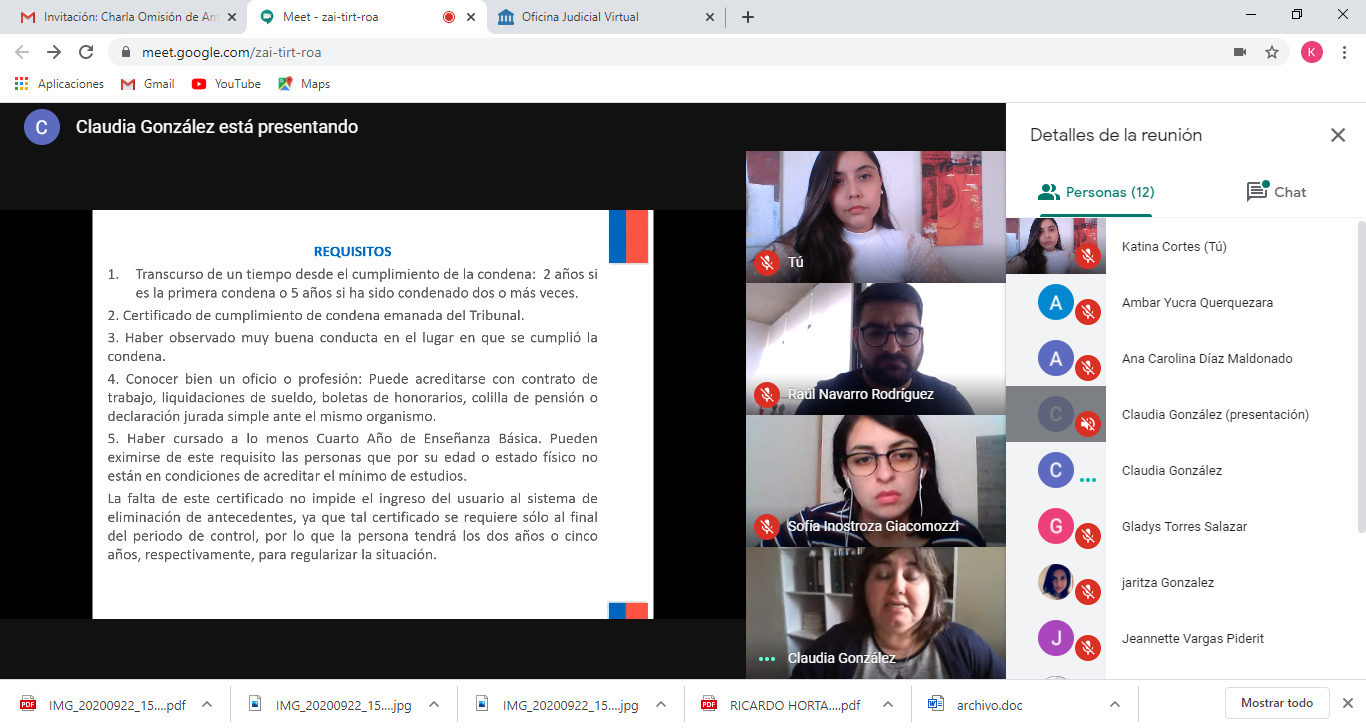 Invitación: Charla Omisión de An
Meet - zai-tirt-roa
Oficina Judicial Virtual
meet.google.com/zai-tirt-roa
K
Aplicaciones
Gmail
YouTube
Maps
C
Claudia González está presentando
REQUISITOS
1. Transcurso de un tiempo desde el cumplimiento de la condena: 2 años si
es la primera condena o 5 años si ha sido condenado dos o más veces.
2. Certificado de cumplimiento de condena emanada del Tribunal.
3. Haber observado muy buena conducta en el lugar en que se cumplió la
condena.
4. Conocer bien un oficio o profesión: Puede acreditarse con contrato de
trabajo, liquidaciones de sueldo, boletas de honorarios, colilla de pensión o
declaración jurada simple ante el mismo organismo.
5. Haber cursado a lo menos Cuarto Año de Enseñanza Básica. Pueden
eximirse de este requisito las personas que por su edad o estado físico no
están en condiciones de acreditar el mínimo de estudios.
La falta de este certificado no impide el ingreso del usuario al sistema de
eliminación de antecedentes, ya que tal certificado se requiere sólo al final
del periodo de control, por lo que la persona tendrá los dos años o cinco
años, respectivamente, para regularizar la situación.
Tú
Raúl Navarro Rodríguez
Sofía Inostroza Giacomozzi
Claudia González
Detalles de la reunión
Personas (12)
Chat
Katina Cortes (Tú)
A
Ambar Yucra Querquezara
A
Ana Carolina Díaz Maldonado
C
Claudia González (presentación)
C
Claudia González
G
Gladys Torres Salazar
jaritza Gonzalez
J
Jeannette Vargas Piderit
PDF
IMG_20200922_15....pdf
IMG_20200922_15....jpg
IMG_20200922_15....jpg
PDF
RICARDO HORTA....pdf
archivo.doc
Mostrar todo